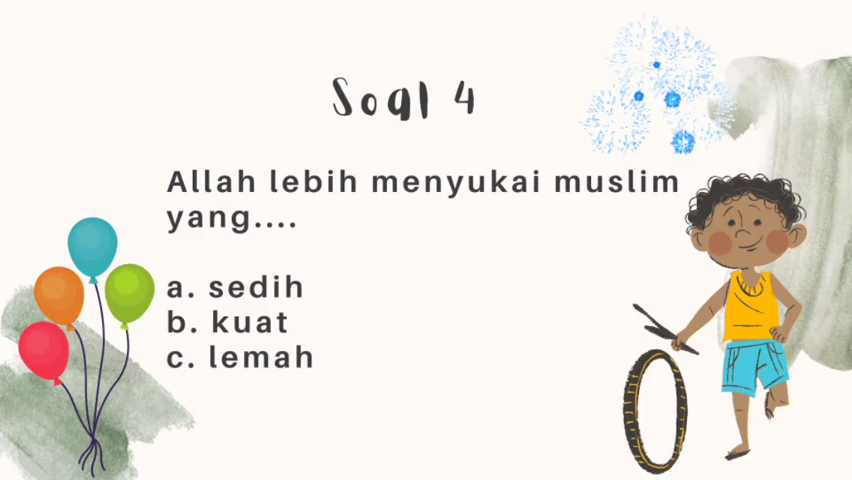 Soal 4
Allah lebih menyukai muslim
yang....
a. sedih
b. kuat
c. lemah